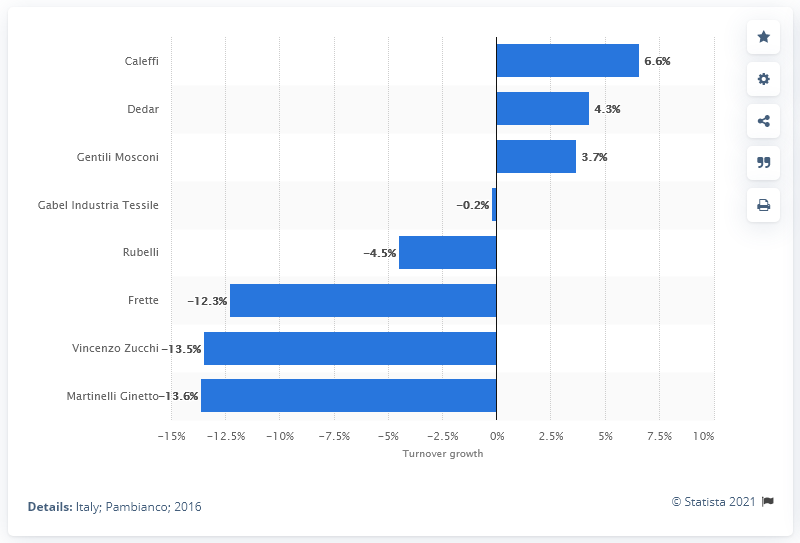 Caleffi 6.6%
Dedar 4.3%
Gentili Mosconi 3.7%
Gabel Industria Tessile −0.2%
Rubelli −4.5%
Frette −12.3%
Vincenzo Zucchi −13.5%
Martinelli Ginetto −13.6%
−15% −12.5% −10% −7.5% −5% −2.5% 0% 2.5% 5% 7.5% 10%
Turnover growth
Details: Italy; Pambianco; 2016
© Statista 2021